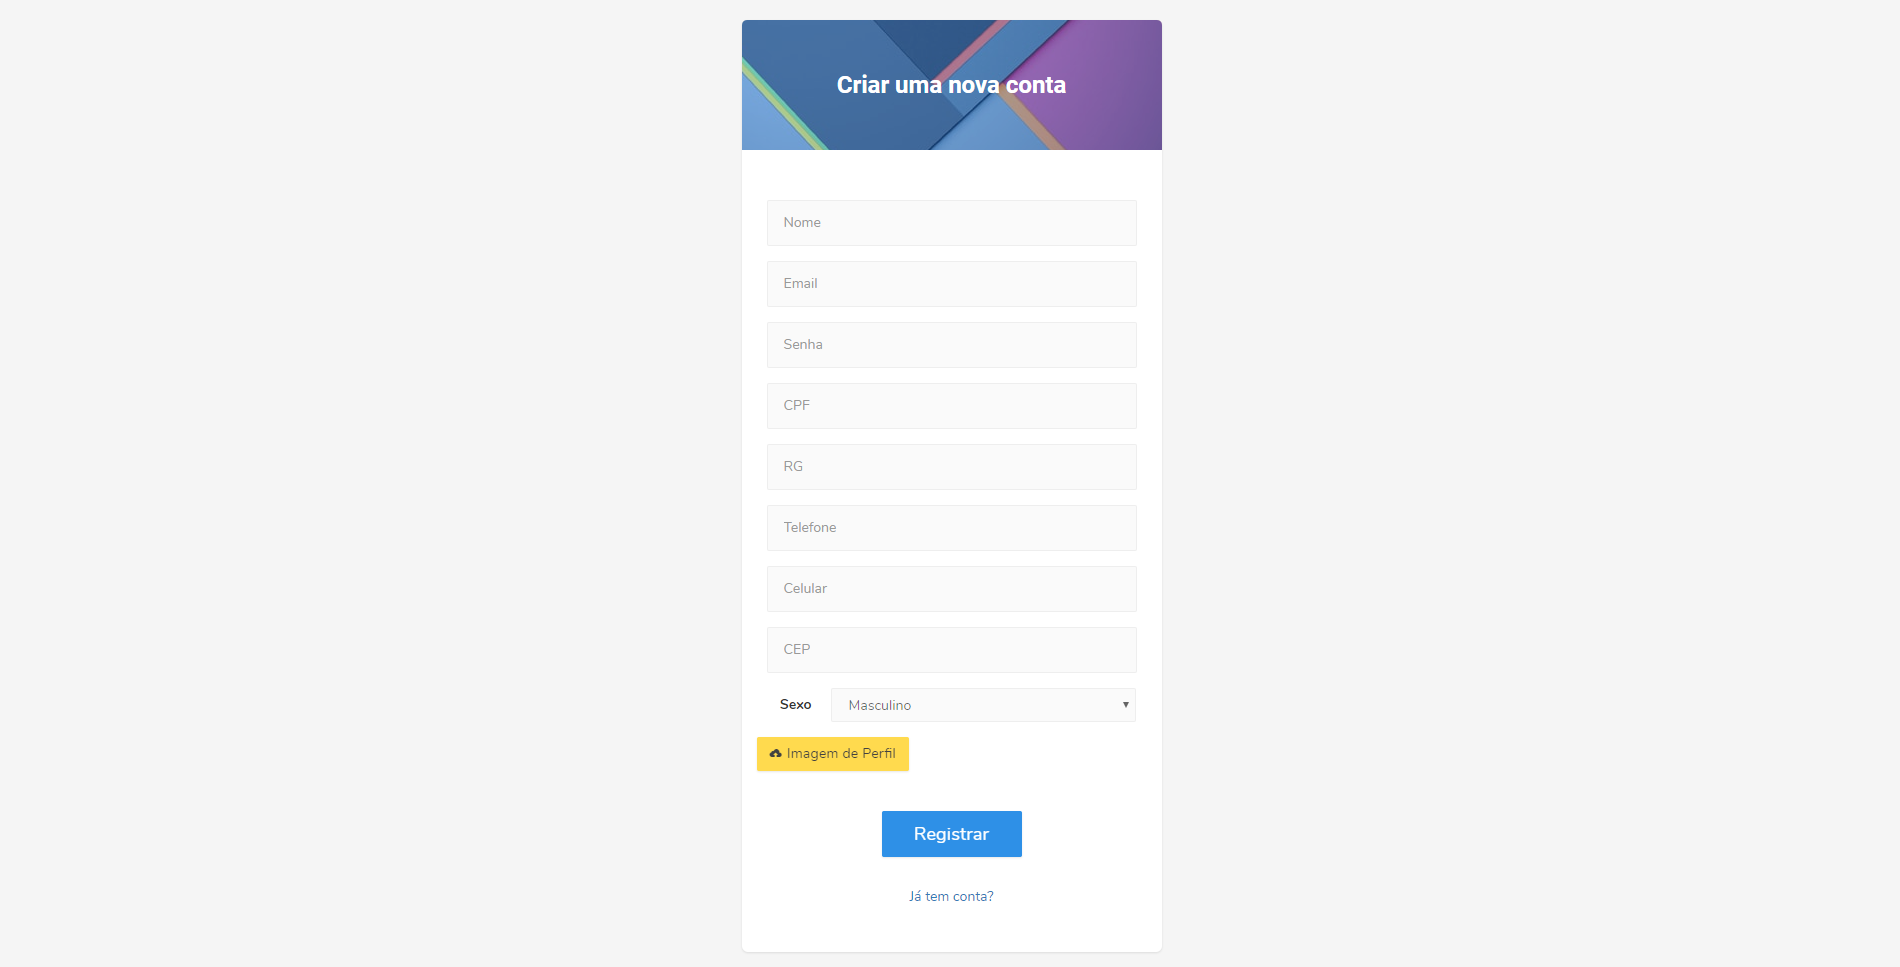 Criar uma nova conta
Nome
Email
Senha
CPF
RG
Telefone
Celular
CEP
Sexo Masculino
Imagem de Perfil
Registrar
Já tem conta?